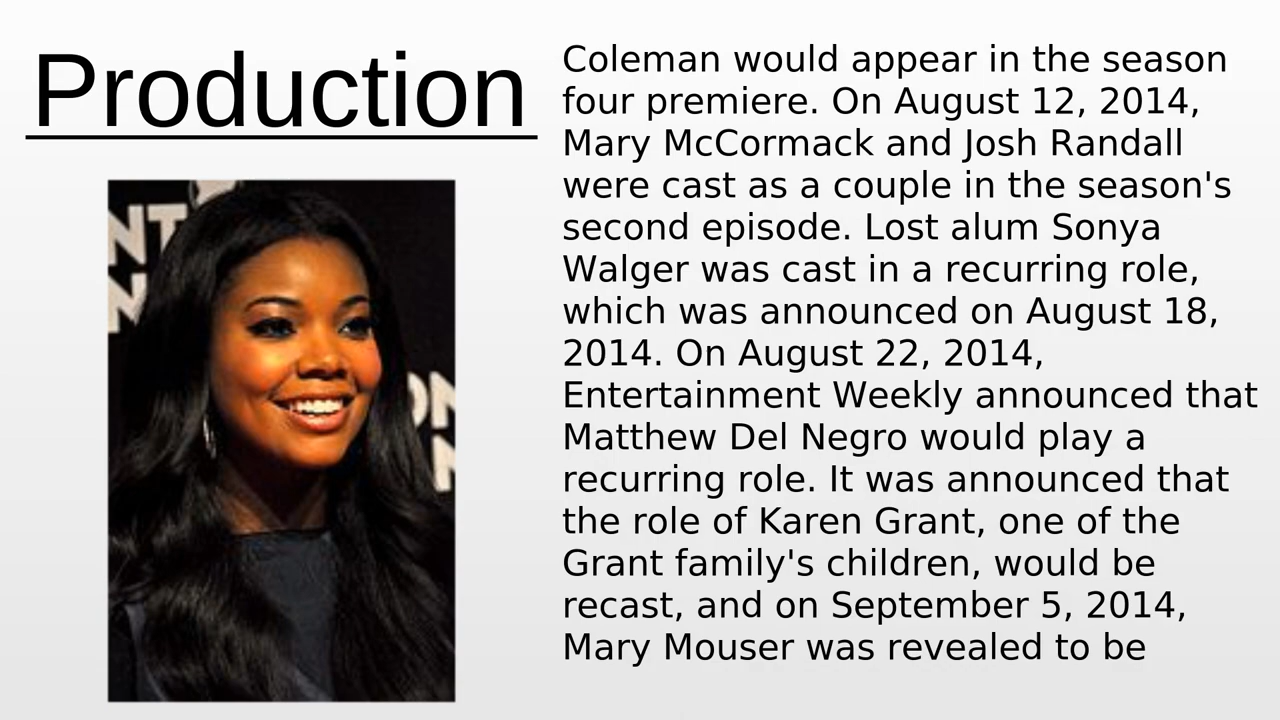 Production
Coleman would appear in the season
four premiere. On August 12, 2014,
Mary McCormack and Josh Randall
were cast as a couple in the season's
second episode. Lost alum Sonya
Walger was cast in a recurring role,
which was announced on August 18,
2014. On August 22, 2014,
Entertainment Weekly announced that
Matthew Del Negro would play a
recurring role. It was announced that
the role of Karen Grant, one of the
Grant family's children, would be
recast, and on September 5, 2014,
Mary Mouser was revealed to be